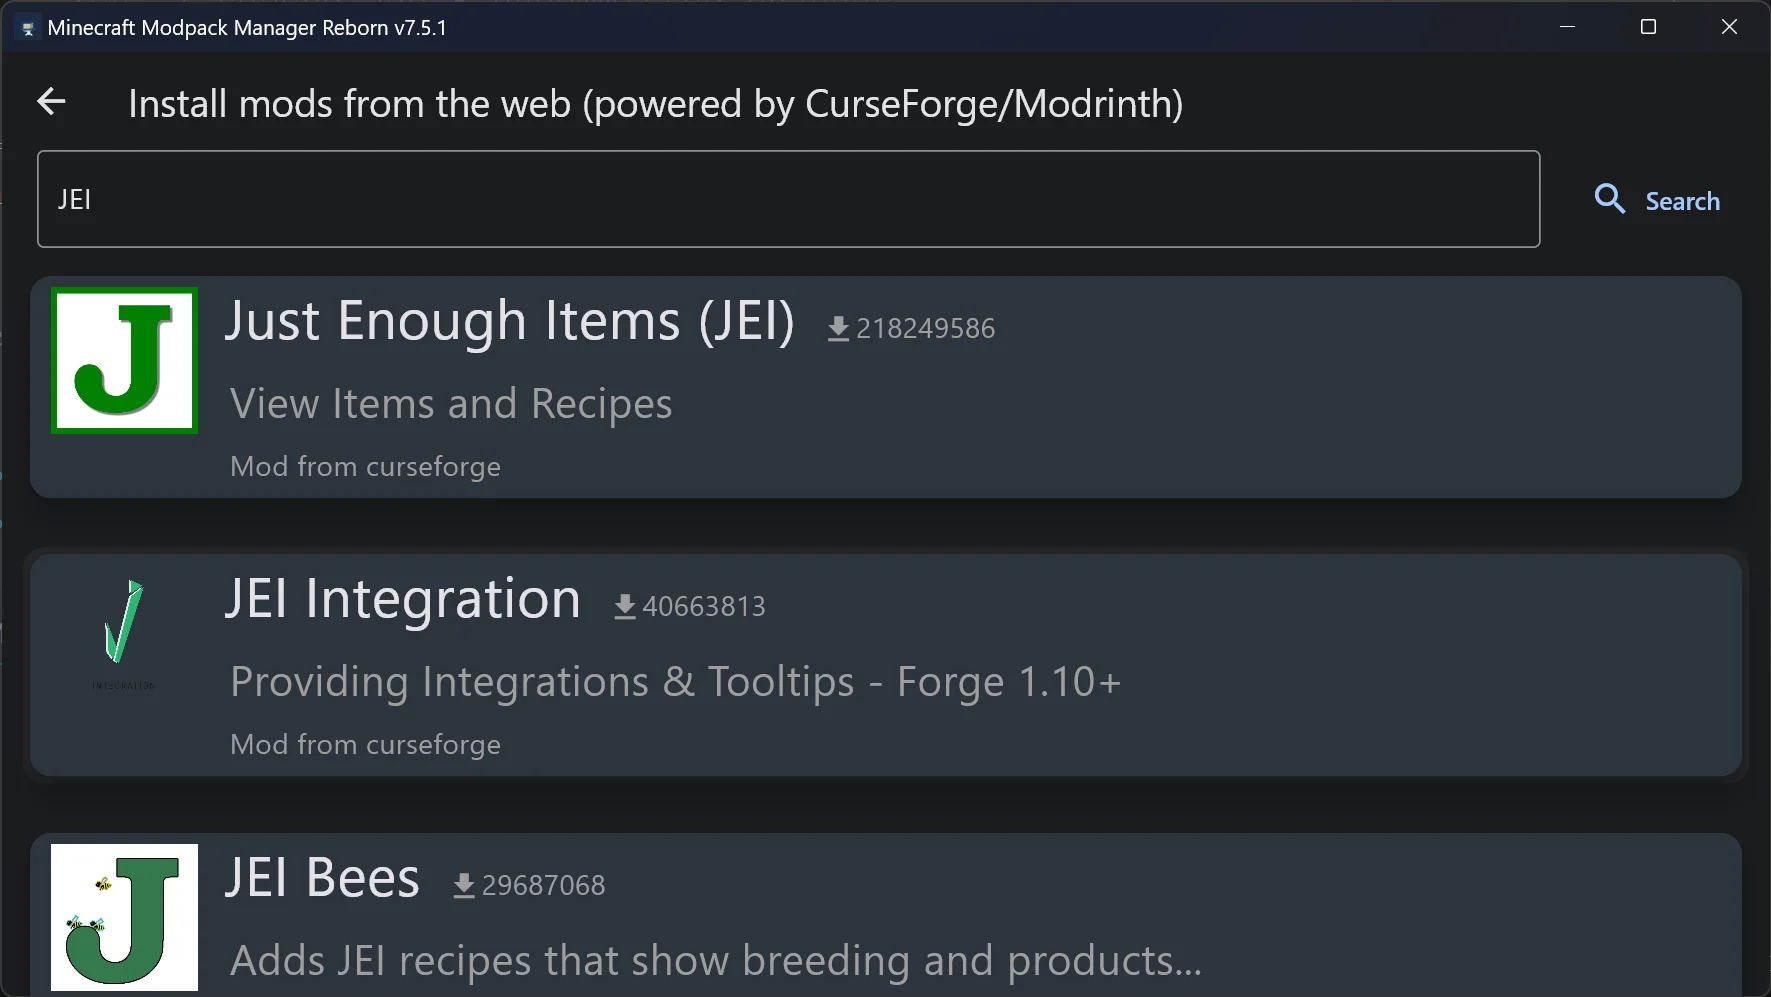 Minecraft Modpack Manager Reborn v7.5.1
Install mods from the web (powered by CurseForge/Modrinth)
JEI
Search
J
Just Enough Items (JEI) 218249586
View Items and Recipes
Mod from curseforge
JEI Integration 40663813
INTEGRATION
Providing Integrations & Tooltips - Forge 1.10+
Mod from curseforge
J
JEI Bees 29687068
Adds JEI recipes that show breeding and products...